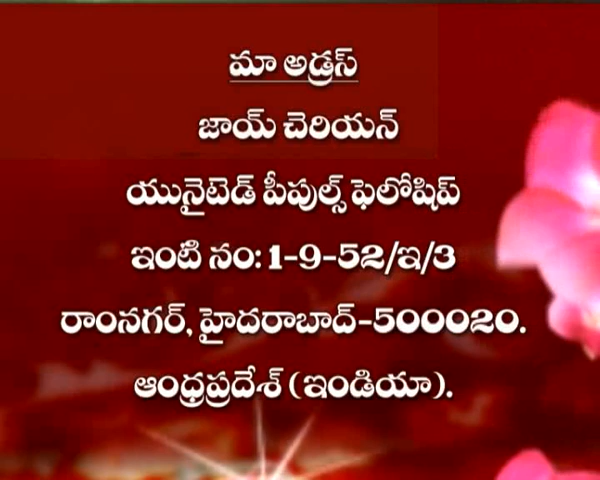 మా అడ్రస్
జాయ్ చెరియన్
యునైటెడ్ పీపుల్స్ ఫెలోషిప్
ఇంటి నం: 1-9-52/ఇ/3
రాంనగర్, హైదరాబాద్-500020.
ఆంధ్రప్రదేశ్ (ఇండియా).